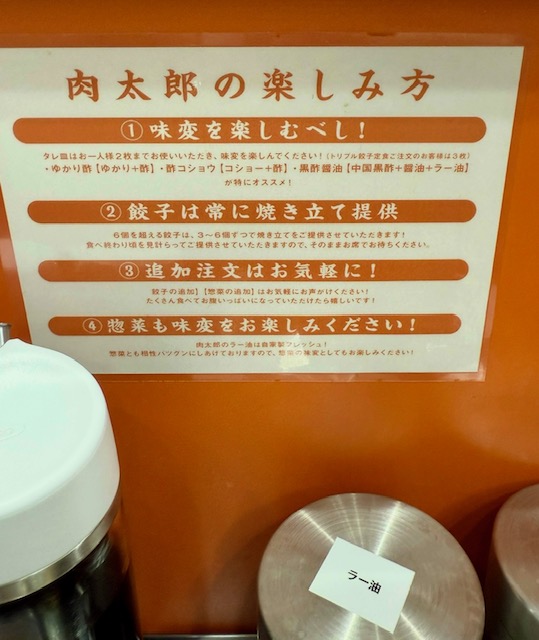 肉太郎の楽しみ方
①味変を楽しむべし！
タレ皿はお一人様2枚までお使いいただき、味変を楽しんでください！(トリプル餃子定食ご注文のお客様は3枚)
・ゆかり酢【ゆかり＋酢】・酢コショウ【コショー＋酢】・黒酢醤油【中国黒酢＋醤油＋ラー油】
が特にオススメ！
②餃子は常に焼き立て提供
6個を超える餃子は、3〜6個ずつで焼き立てをご提供させていただきます！
食べ終わり頃を見計らってご提供させていただきますので、そのままお席でお待ちください。
③追加注文はお気軽に！
餃子の追加】【惣菜の追加】はお気軽にお声かけください！
たくさん食べてお腹いっぱいになっていただけたら嬉しいです！
④惣菜も味変をお楽しみください！
肉太郎のラー油は自家製フレッシュ！
惣菜とも相性バツグンにしあげておりますので、惣菜の味変としてもお楽しみください！
ラー油